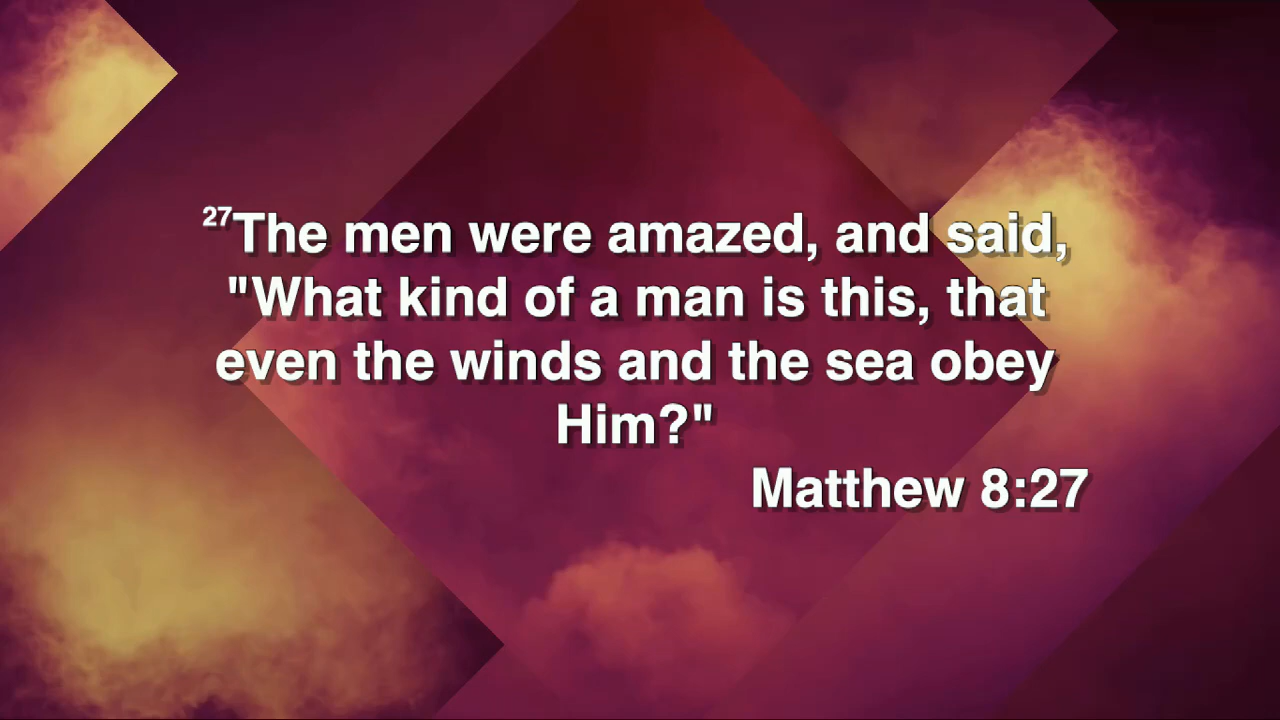 27The men were amazed, and said,
"What kind of a man is this, that
even the winds and the sea obey
Him?"
Matthew 8:27